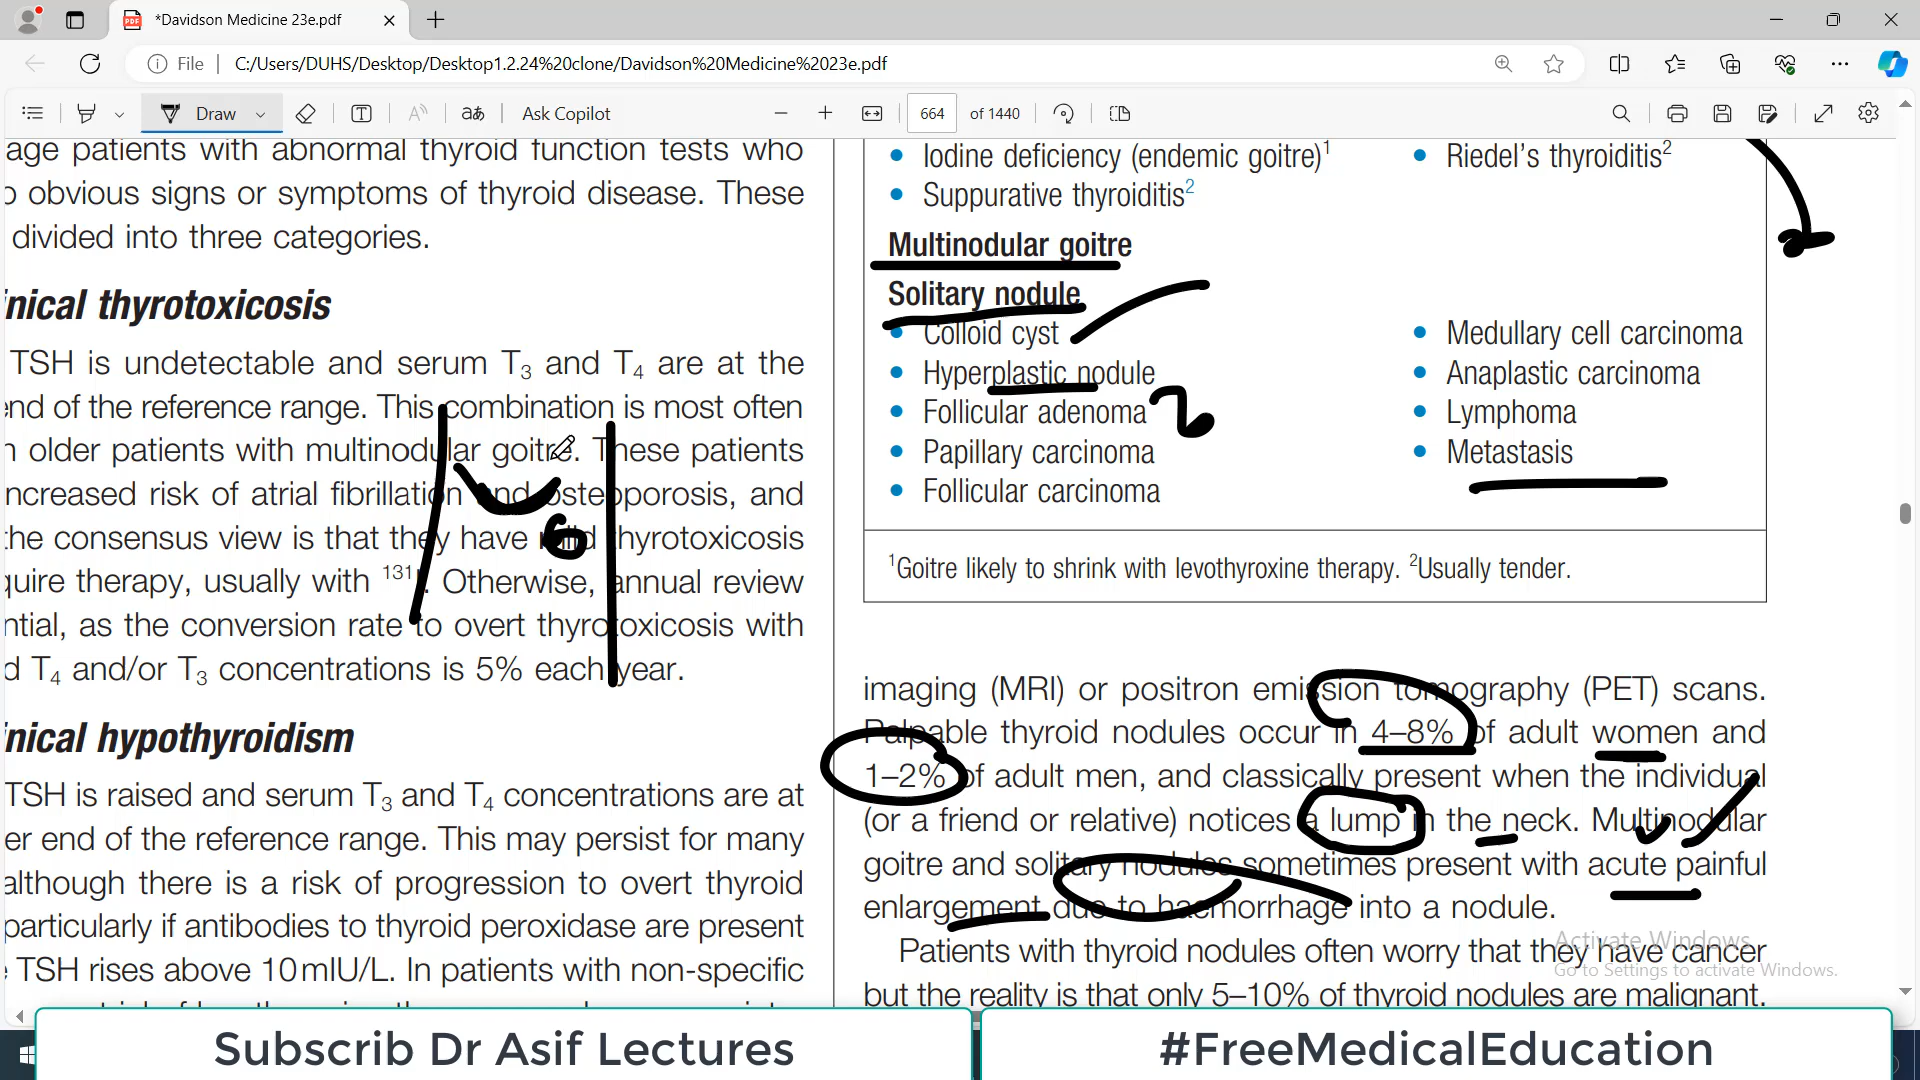 *Davidson Medicine 23e.pdf
File
C:/Users/DUHS/Desktop/Desktop1.2.24%20clone/Davidson%20Medicine%2023e.pdf
Draw
Ask Copilot
664 of 1440
age patients with abnormal thyroid function tests who
obvious signs or symptoms of thyroid disease. These
divided into three categories.
nical thyrotoxicosis
TSH is undetectable and serum T3 and T4 are at the
end of the reference range. This combination is most often
older patients with multinodular goitre. These patients
ncreased risk of atrial fibrillation and osteoporosis, and
the consensus view is that they have mild thyrotoxicosis
quire therapy, usually with 131I. Otherwise, annual review
ntial, as the conversion rate to overt thyrotoxicosis with
d T4 and/or T3 concentrations is 5% each year.
nical hypothyroidism
TSH is raised and serum T3 and T4 concentrations are at
er end of the reference range. This may persist for many
although there is a risk of progression to overt thyroid
particularly if antibodies to thyroid peroxidase are present
TSH rises above 10 mIU/L. In patients with non-specific
• Iodine deficiency (endemic goitre)1
• Suppurative thyroiditis2
• Riedel's thyroiditis2
Multinodular goitre
Solitary nodule
• Colloid cyst
• Hyperplastic nodule
• Follicular adenoma
• Papillary carcinoma
• Follicular carcinoma
• Medullary cell carcinoma
• Anaplastic carcinoma
• Lymphoma
• Metastasis
1Goitre likely to shrink with levothyroxine therapy. 2Usually tender.
imaging (MRI) or positron emission tomography (PET) scans.
Palpable thyroid nodules occur in 4–8% of adult women and
1–2% of adult men, and classically present when the individual
(or a friend or relative) notices a lump in the neck. Multinodular
goitre and solitary nodules sometimes present with acute painful
enlargement due to haemorrhage into a nodule.
Patients with thyroid nodules often worry that they have cancer
but the reality is that only 5–10% of thyroid nodules are malignant.
Activate Windows
Go to Settings to activate Windows.
Subscrib Dr Asif Lectures
#FreeMedicalEducation